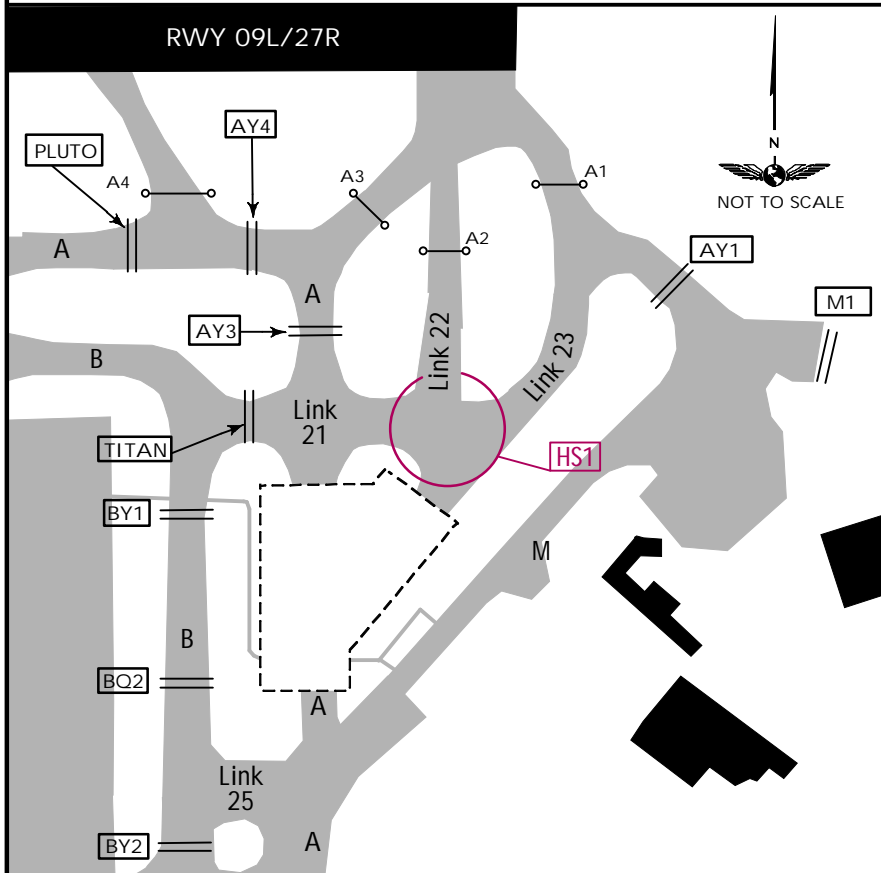 RWY 09L/27R
N
NOT TO SCALE
PLUTO
AY4
A4
A3
A1
A2
A
AY1
M1
A
AY3
B
Link 22
Link 23
Link
21
TITAN
HS1
BY1
M
B
BQ2
A
Link
25
BY2
A